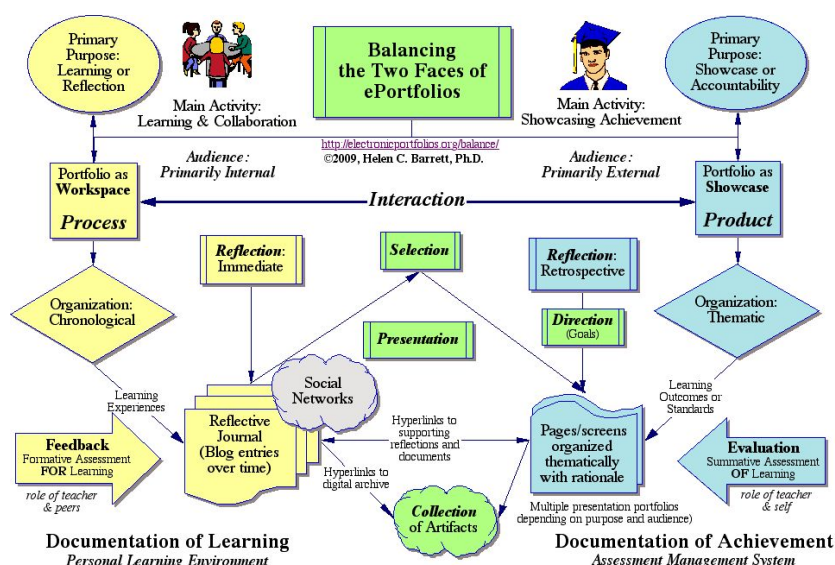 Balancing
the Two Faces of
ePortfolios
Primary
Purpose:
Learning or
Reflection
Main Activity:
Learning & Collaboration
Main Activity:
Showcasing Achievement
Primary
Purpose:
Showcase or
Accountability
http://electronicportfolios.org/balance/
©2009, Helen C. Barrett, Ph.D.
Audience:
Primarily Internal
Audience:
Primarily External
Portfolio as
Workspace
Process
Interaction
Portfolio as
Showcase
Product
Reflection:
Immediate
Selection
Reflection:
Retrospective
Organization:
Chronological
Presentation
Direction
(Goals)
Organization:
Thematic
Learning
Experiences
Social
Networks
Learning
Outcomes or
Standards
Feedback
Formative Assessment
FOR Learning
role of teacher
& peers
Reflective
Journal
(Blog entries
over time)
Hyperlinks to
supporting
reflections and
documents
Hyperlinks to
digital archive
Pages/screens
organized
thematically
with rationale
Evaluation
Summative Assessment
OF Learning
role of teacher &
self
Collection
of Artifacts
Multiple presentation portfolios
depending on purpose and audience)
Documentation of Learning
Personal Learning Environment
Documentation of Achievement
Assessment Management System